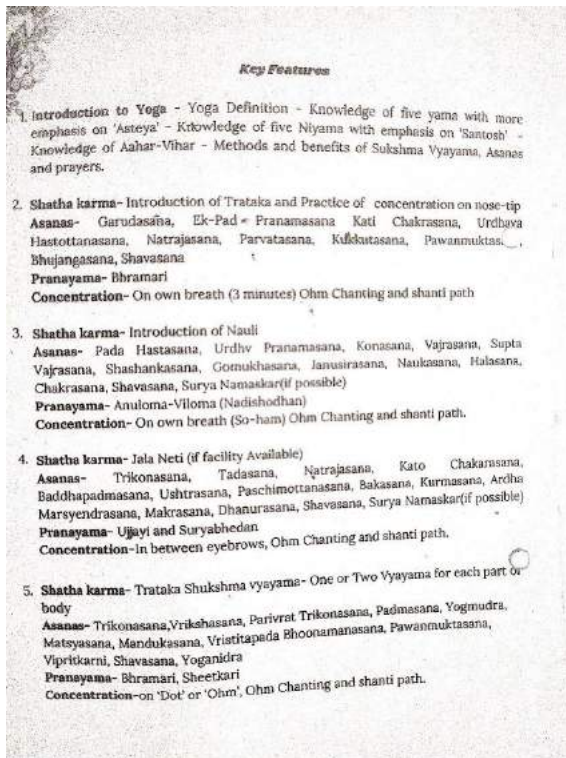 Key Features
1. Introduction to Yoga - Yoga Definition - Knowledge of five yama with more
emphasis on 'Asteya' - Knowledge of five Niyama with emphasis on 'Santosh' -
Knowledge of Aahar-Vihar - Methods and benefits of Sukshma Vyayama, Asanas
and prayers.
2. Shatha karma- Introduction of Trataka and Practice of concentration on nose-tip
Asanas- Garudasana, Ek-Pad - Pranamasana Kati Chakrasana, Urdhava
Hastottanasana, Natrajasana, Parvatasana, Kukkutasana, Pawanmuktas
Bhujangasana, Shavasana
Pranayama- Bhramari
Concentration- On own breath (3 minutes) Ohm Chanting and shanti path
3. Shatha karma- Introduction of Nauli
Asanas- Pada Hastasana, Urdhv Pranamasana, Konasana, Vajrasana, Supta
Vajrasana, Shashankasana, Gomukhasana, Janusirasana, Naukasana, Halasana,
Chakrasana, Shavasana, Surya Namaskar(if possible)
Pranayama- Anuloma-Viloma (Nadishodhan)
Concentration- On own breath (So-ham) Ohm Chanting and shanti path.
4. Shatha karma- Jala Neti (if facility Available)
Asanas- Trikonasana, Tadasana, Natrajasana, Kato Chakarasana,
Baddhapadmasana, Ushtrasana, Paschimottanasana, Bakasana, Kurmasana, Ardha
Marsyendrasana, Makrasana, Dhanurasana, Shavasana, Surya Namaskar(if possible)
Pranayama- Ujjayi and Suryabhedan
Concentration-In between eyebrows, Ohm Chanting and shanti path.
5. Shatha karma- Trataka Shukshma vyayama- One or Two Vyayama for each part or
body
Asanas- Trikonasana,Vrikshasana, Parivrat Trikonasana, Padmasana, Yogmudra,
Matsyasana, Mandukasana, Vristitapada Bhoonamanasana, Pawanmuktasana,
Vipritkarni, Shavasana, Yoganidra
Pranayama- Bhramari, Sheetkari
Concentration-on 'Dot' or 'Ohm', Ohm Chanting and shanti path.